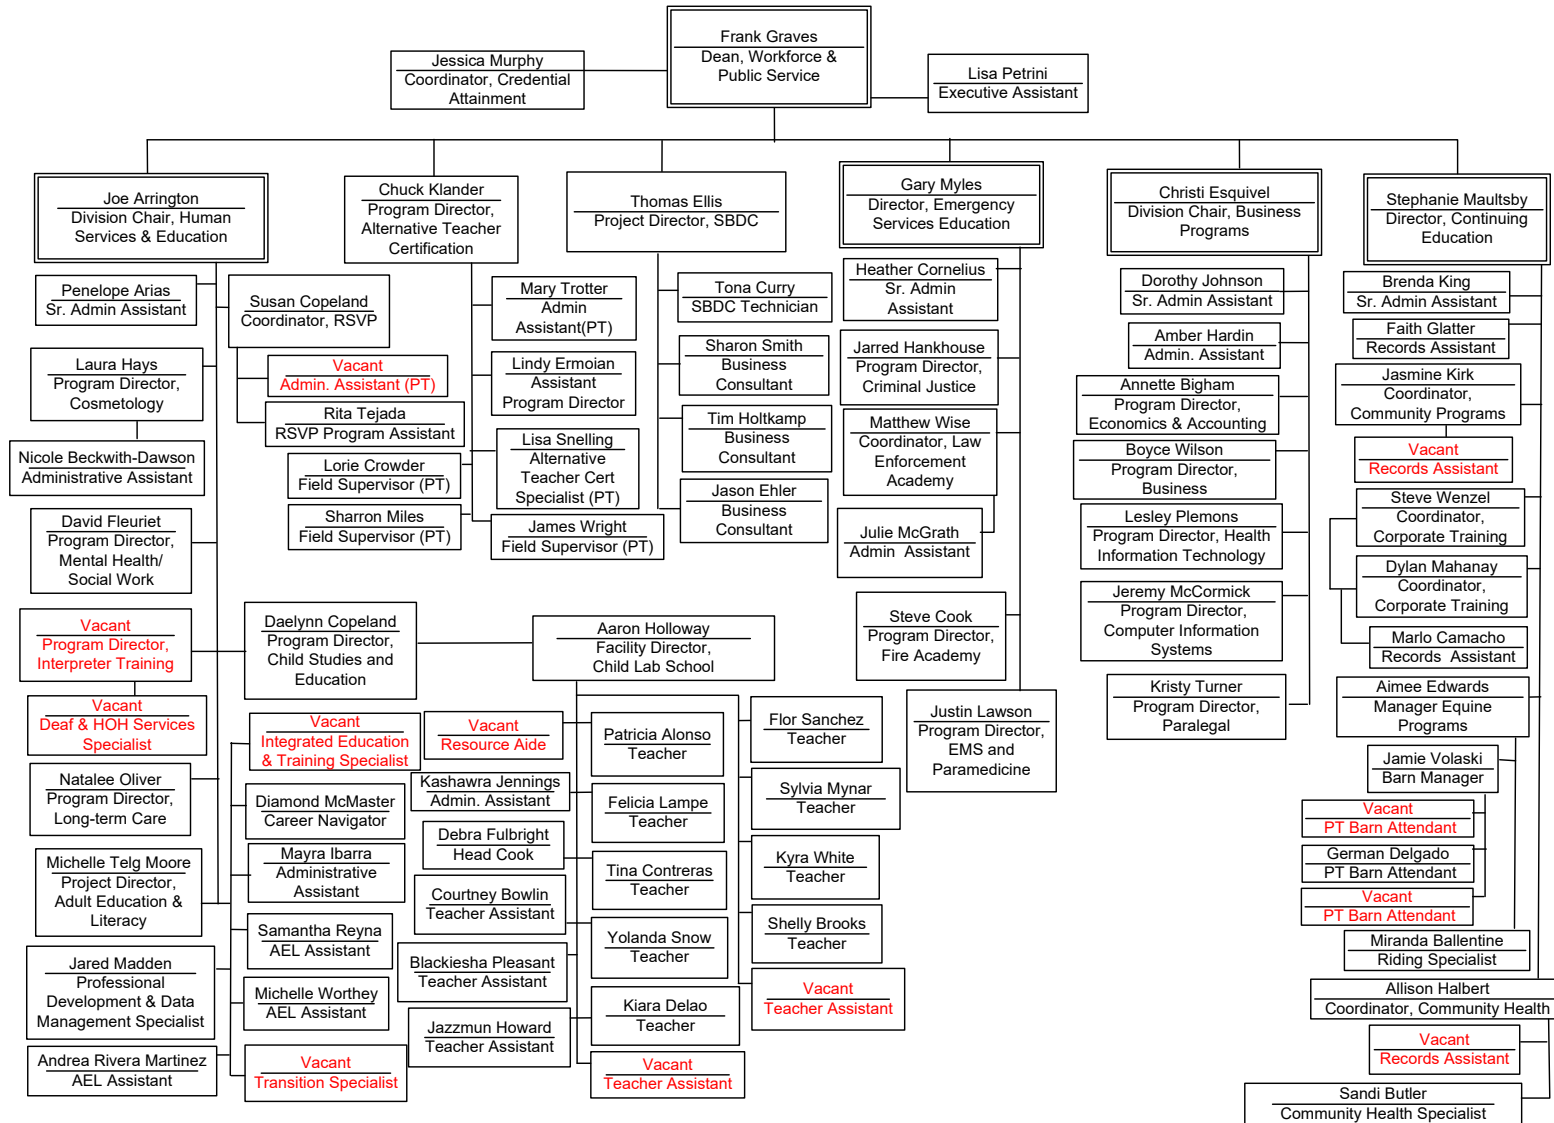 Frank Graves
Dean, Workforce &
Public Service
Jessica Murphy
Coordinator, Credential
Attainment
Lisa Petrini
Executive Assistant
Joe Arrington
Division Chair, Human
Services & Education
Chuck Klander
Program Director,
Alternative Teacher
Certification
Thomas Ellis
Project Director, SBDC
Gary Myles
Director, Emergency
Services Education
Christi Esquivel
Division Chair, Business
Programs
Stephanie Maultsby
Director, Continuing
Education
Penelope Arias
Sr. Admin Assistant
Susan Copeland
Coordinator, RSVP
Vacant
Admin. Assistant (PT)
Rita Tejada
RSVP Program Assistant
Laura Hays
Program Director,
Cosmetology
Nicole Beckwith-Dawson
Administrative Assistant
David Fleuriet
Program Director,
Mental Health/
Social Work
Vacant
Program Director,
Interpreter Training
Vacant
Deaf & HOH Services
Specialist
Daelynn Copeland
Program Director,
Child Studies and
Education
Aaron Holloway
Facility Director,
Child Lab School
Natalee Oliver
Program Director,
Long-term Care
Michelle Telg Moore
Project Director,
Adult Education &
Literacy
Jared Madden
Professional
Development & Data
Management Specialist
Andrea Rivera Martinez
AEL Assistant
Vacant
Integrated Education
& Training Specialist
Diamond McMaster
Career Navigator
Mayra Ibarra
Administrative
Assistant
Samantha Reyna
AEL Assistant
Michelle Worthey
AEL Assistant
Vacant
Transition Specialist
Vacant
Resource Aide
Kashawra Jennings
Admin. Assistant
Debra Fulbright
Head Cook
Courtney Bowlin
Teacher Assistant
Blackiesha Pleasant
Teacher Assistant
Jazzmun Howard
Teacher Assistant
Patricia Alonso
Teacher
Felicia Lampe
Teacher
Tina Contreras
Teacher
Yolanda Snow
Teacher
Kiara Delao
Teacher
Vacant
Teacher Assistant
Flor Sanchez
Teacher
Sylvia Mynar
Teacher
Kyra White
Teacher
Shelly Brooks
Teacher
Vacant
Teacher Assistant
Mary Trotter
Admin
Assistant(PT)
Lindy Ermoian
Assistant
Program Director
Lisa Snelling
Alternative
Teacher Cert
Specialist (PT)
Lorie Crowder
Field Supervisor (PT)
Sharron Miles
Field Supervisor (PT)
James Wright
Field Supervisor (PT)
Tona Curry
SBDC Technician
Sharon Smith
Business
Consultant
Tim Holtkamp
Business
Consultant
Jason Ehler
Business
Consultant
Heather Cornelius
Sr. Admin
Assistant
Jarred Hankhouse
Program Director,
Criminal Justice
Matthew Wise
Coordinator, Law
Enforcement
Academy
Julie McGrath
Admin Assistant
Steve Cook
Program Director,
Fire Academy
Justin Lawson
Program Director,
EMS and
Paramedicine
Dorothy Johnson
Sr. Admin Assistant
Amber Hardin
Admin. Assistant
Annette Bigham
Program Director,
Economics & Accounting
Boyce Wilson
Program Director,
Business
Lesley Plemons
Program Director, Health
Information Technology
Jeremy McCormick
Program Director,
Computer Information
Systems
Kristy Turner
Program Director,
Paralegal
Brenda King
Sr. Admin Assistant
Faith Glatter
Records Assistant
Jasmine Kirk
Coordinator,
Community Programs
Vacant
Records Assistant
Steve Wenzel
Coordinator,
Corporate Training
Dylan Mahanay
Coordinator,
Corporate Training
Marlo Camacho
Records Assistant
Aimee Edwards
Manager Equine
Programs
Jamie Volaski
Barn Manager
Vacant
PT Barn Attendant
German Delgado
PT Barn Attendant
Vacant
PT Barn Attendant
Miranda Ballentine
Riding Specialist
Allison Halbert
Coordinator, Community Health
Vacant
Records Assistant
Sandi Butler
Community Health Specialist